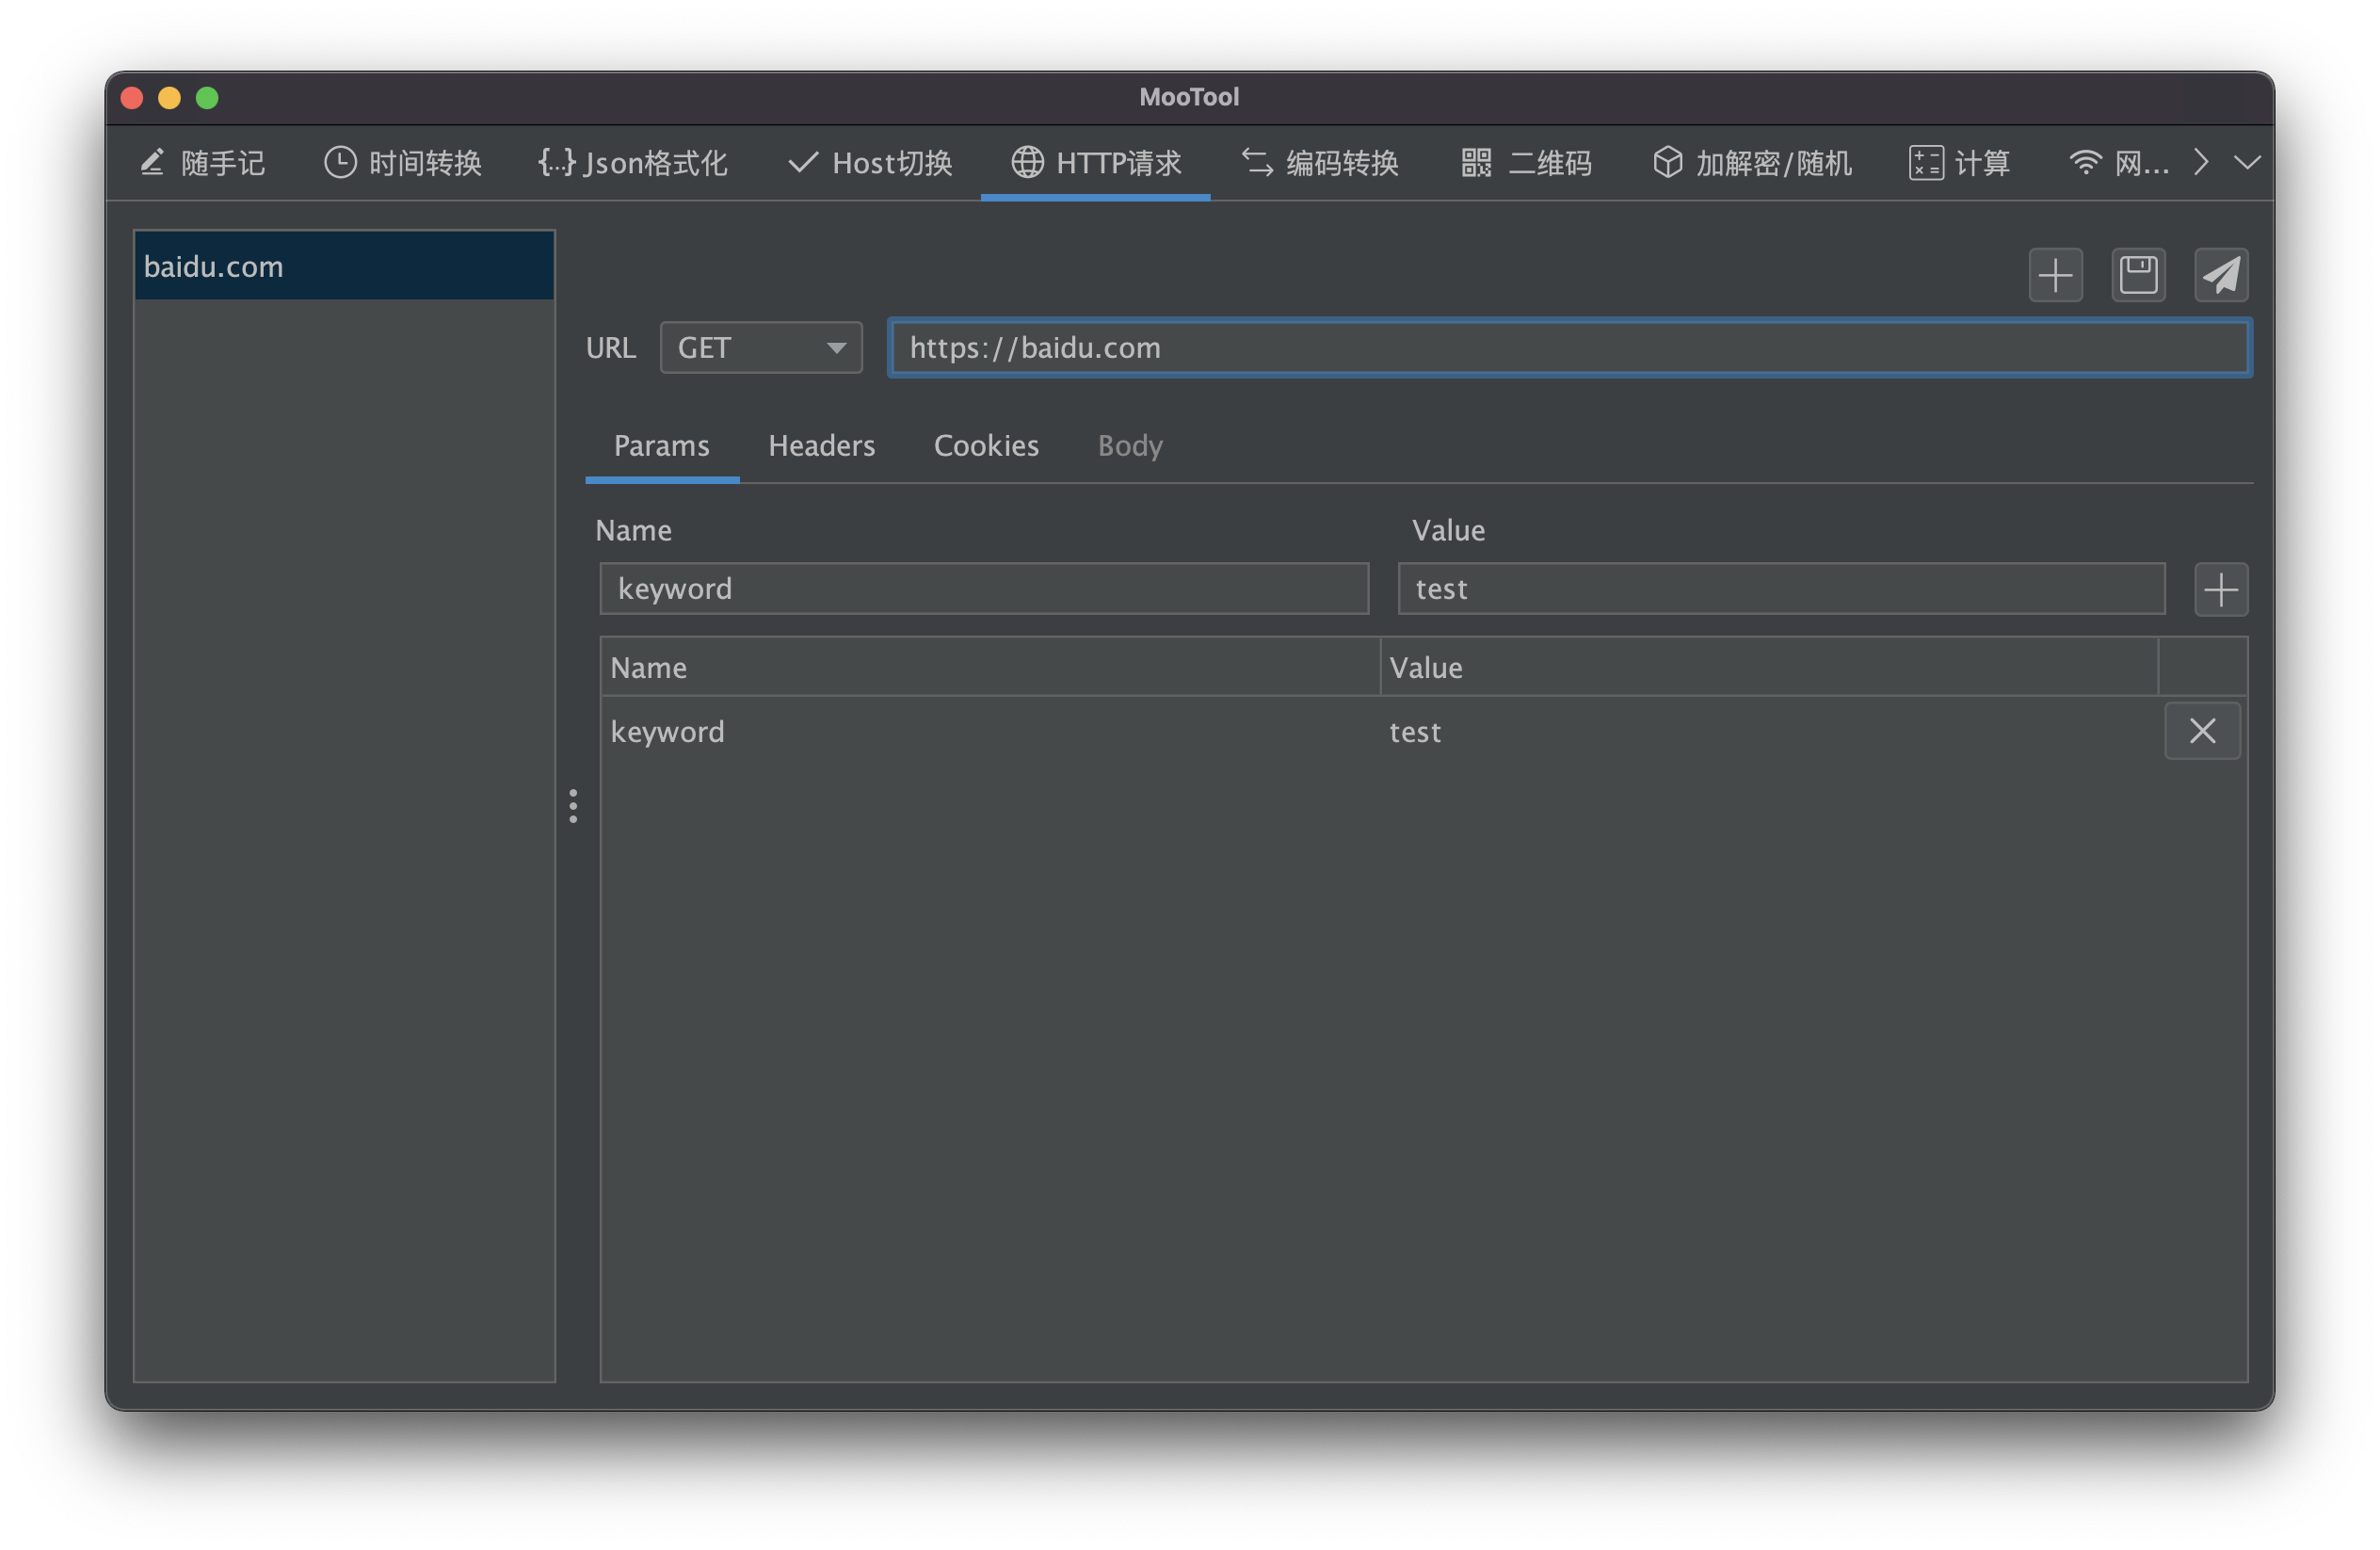 MooTool
随手记 时间转换 {...} Json格式化 Host切换 HTTP请求 编码转换 二维码 加解密/随机 计算 网...
baidu.com
URL GET https://baidu.com
Params Headers Cookies Body
Name Value
keyword test
Name Value
keyword test